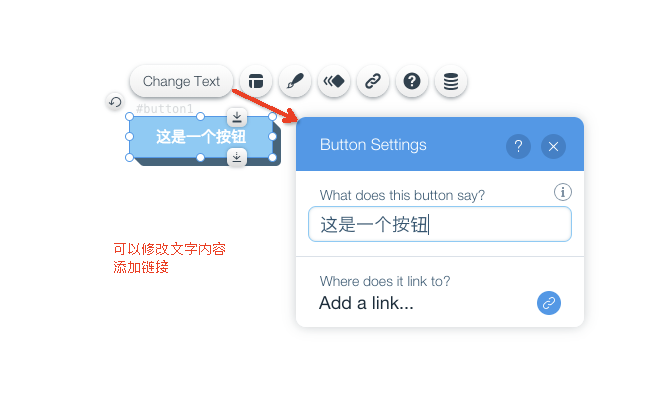 Change Text
#button1
这是一个按钮
Button Settings
What does this button say?
这是一个按钮
可以修改文字内容
添加链接
Where does it link to?
Add a link...